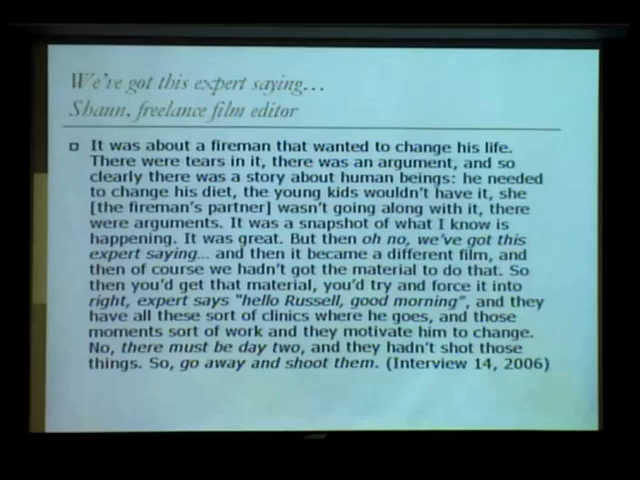 We've got this expert saying…
Shaun, freelance film editor
It was about a fireman that wanted to change his life.
There were tears in it, there was an argument, and so
clearly there was a story about human beings: he needed
to change his diet, the young kids wouldn't have it, she
[the fireman's partner] wasn't going along with it, there
were arguments. It was a snapshot of what I know is
happening. It was great. But then oh no, we've got this
expert saying… and then it became a different film, and
then of course we hadn't got the material to do that. So
then you'd get that material, you'd try and force it into
right, expert says "hello Russell, good morning", and they
have all these sort of clinics where he goes, and those
moments sort of work and they motivate him to change.
No, there must be day two, and they hadn't shot those
things. So, go away and shoot them. (Interview 14, 2006)